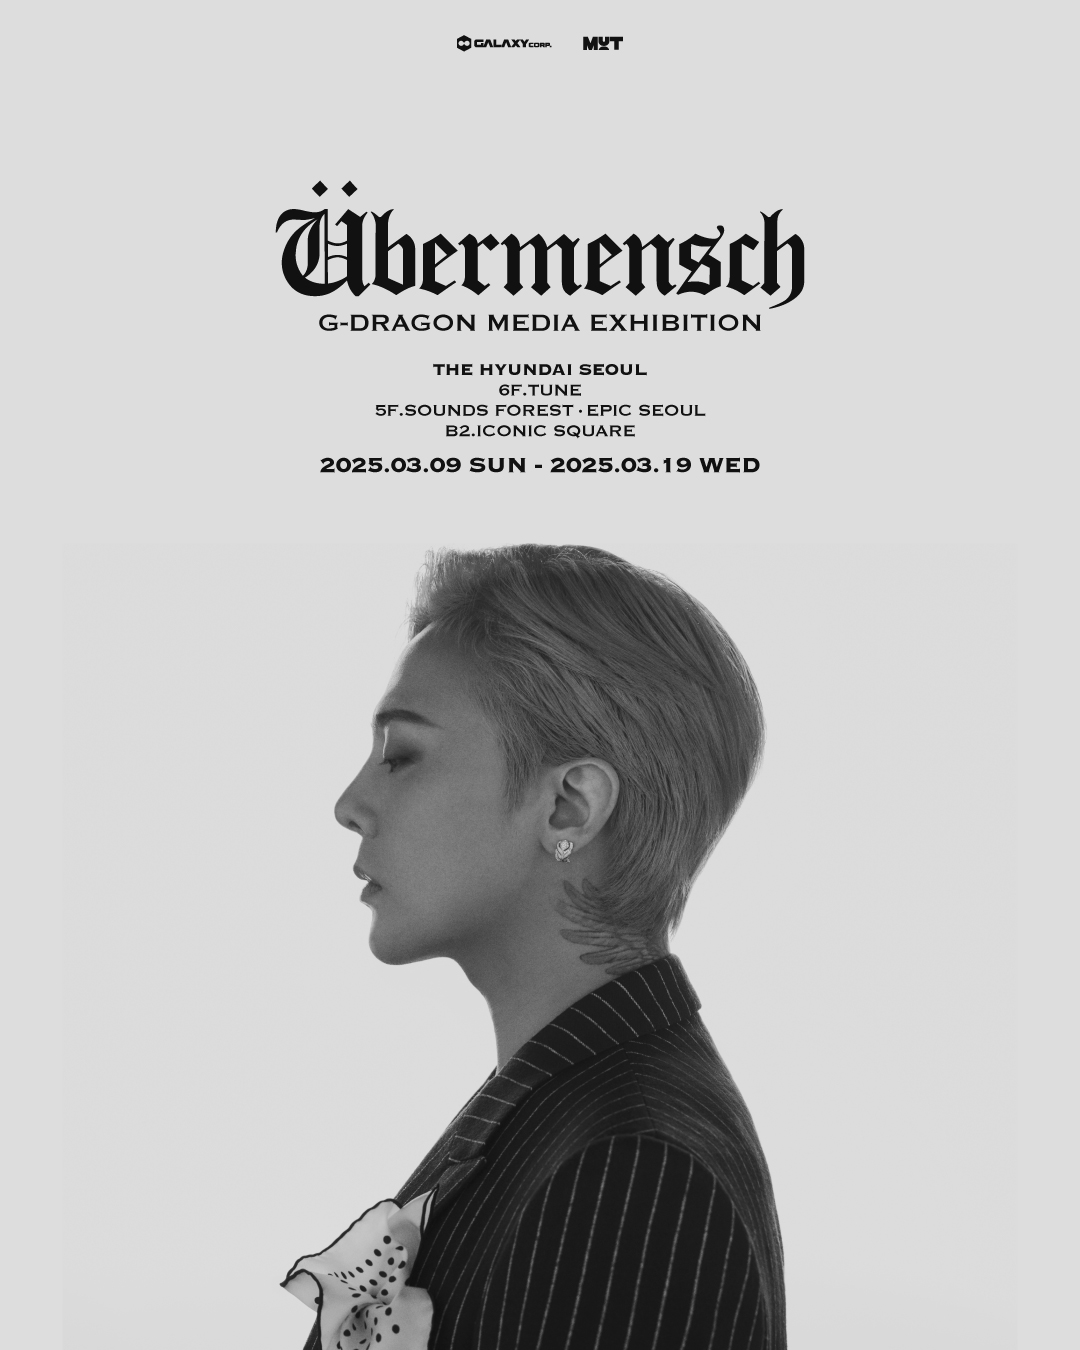 GALAXY CORP. MUT
Übermensch
G-DRAGON MEDIA EXHIBITION
THE HYUNDAI SEOUL
6F.TUNE
5F.SOUNDS FOREST · EPIC SEOUL
B2.ICONIC SQUARE
2025.03.09 SUN - 2025.03.19 WED